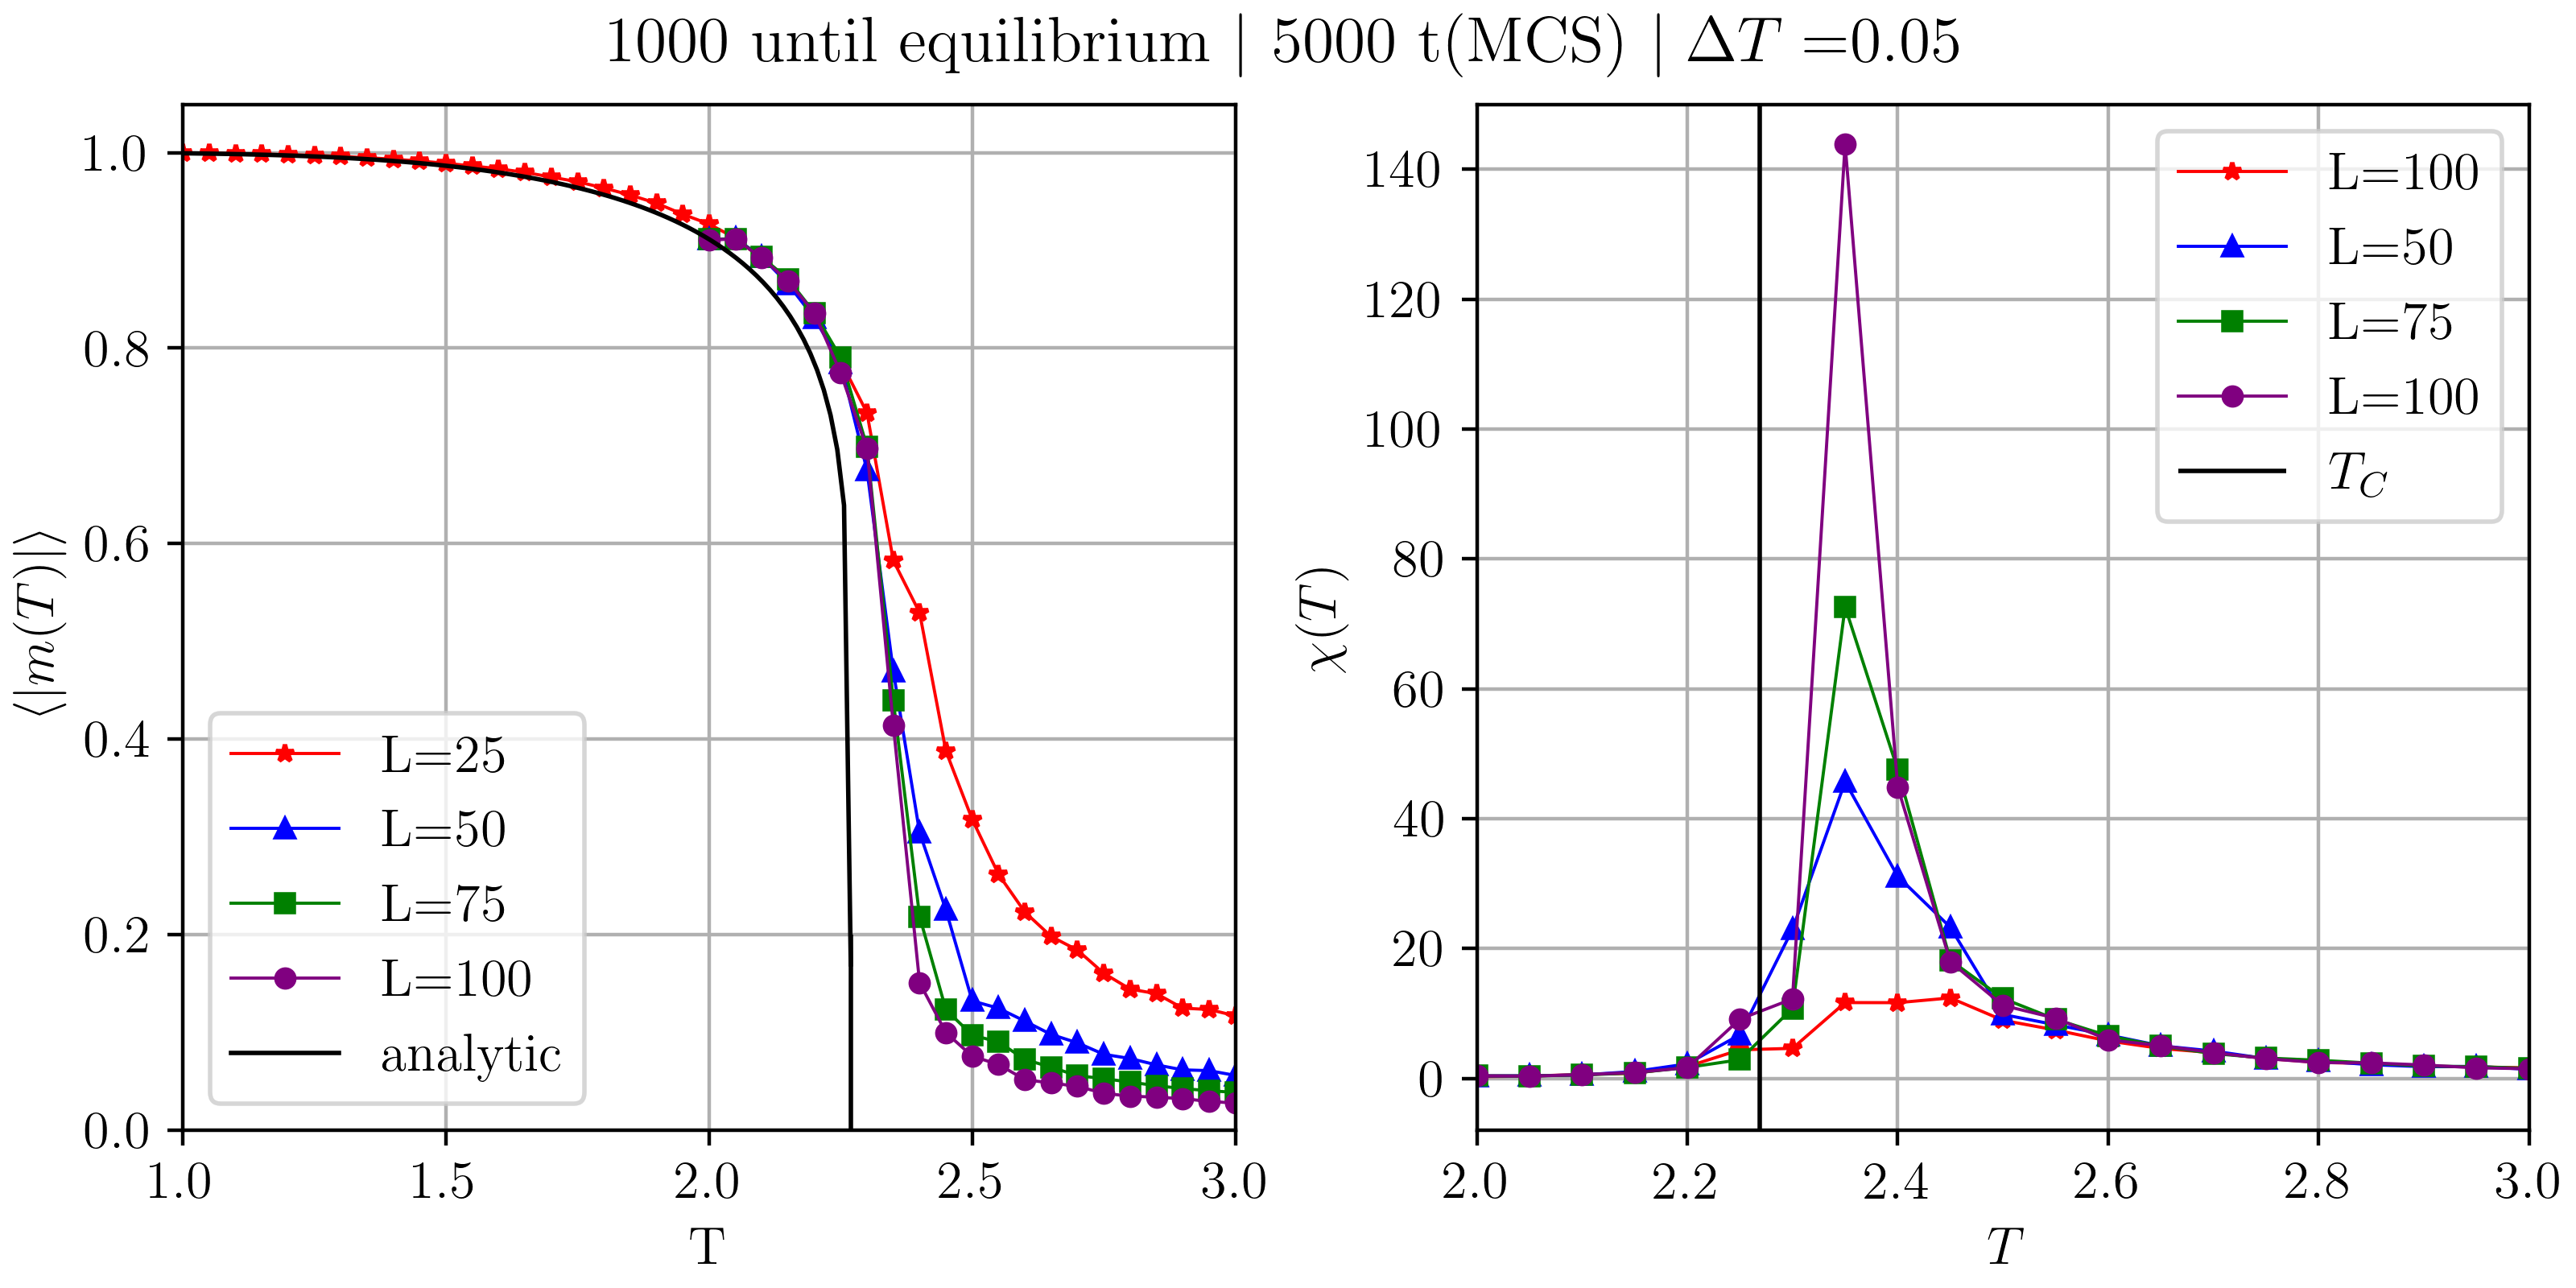 1000 until equilibrium | 5000 t(MCS) | ΔT =0.05
⟨|m(T)|⟩
1.0
0.8
0.6
0.4
0.2
0.0
L=25
L=50
L=75
L=100
analytic
1.0 1.5 2.0 2.5 3.0
T
χ(T)
140
120
100
80
60
40
20
0
L=100
L=50
L=75
L=100
T_C
2.0 2.2 2.4 2.6 2.8 3.0
T